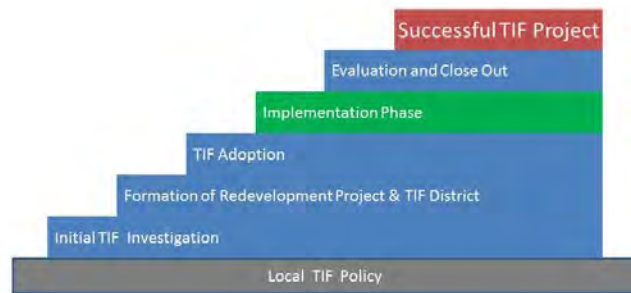 Successful TIF Project
Evaluation and Close Out
Implementation Phase
TIF Adoption
Formation of Redevelopment Project & TIF District
Initial TIF Investigation
Local TIF Policy